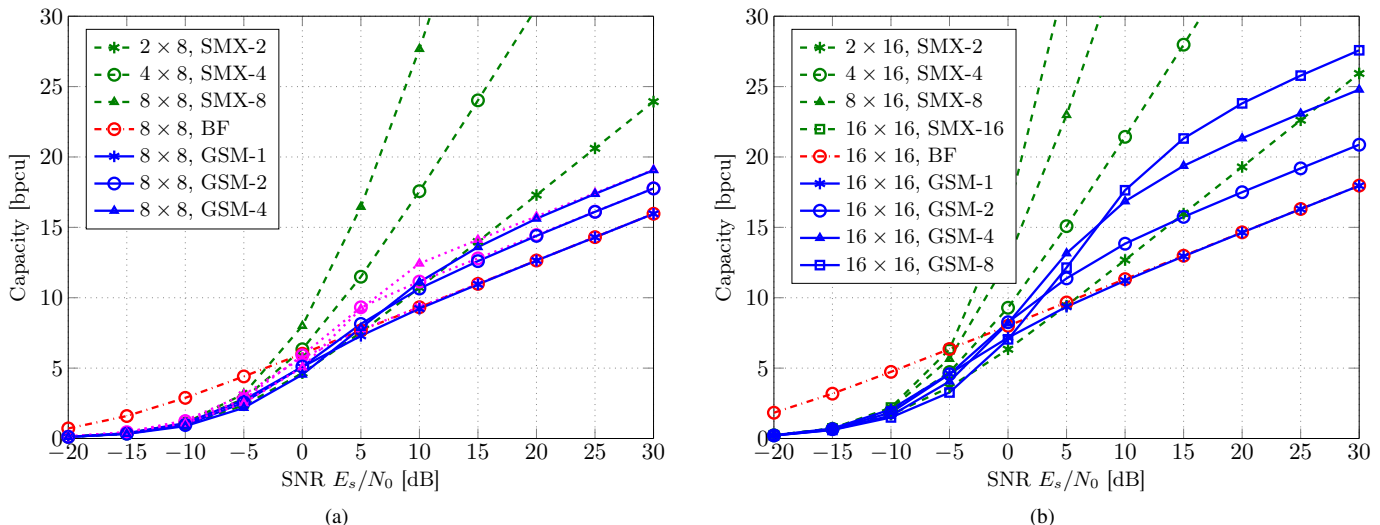 30
25
20
15
10
5
0
Capacity [bpcu]
2 × 8, SMX-2
4 × 8, SMX-4
8 × 8, SMX-8
8 × 8, BF
8 × 8, GSM-1
8 × 8, GSM-2
8 × 8, GSM-4
−20 −15 −10 −5 0 5 10 15 20 25 30
SNR E_s/N_0 [dB]
(a)
30
25
20
15
10
5
0
Capacity [bpcu]
2 × 16, SMX-2
4 × 16, SMX-4
8 × 16, SMX-8
16 × 16, SMX-16
16 × 16, BF
16 × 16, GSM-1
16 × 16, GSM-2
16 × 16, GSM-4
16 × 16, GSM-8
−20 −15 −10 −5 0 5 10 15 20 25 30
SNR E_s/N_0 [dB]
(b)